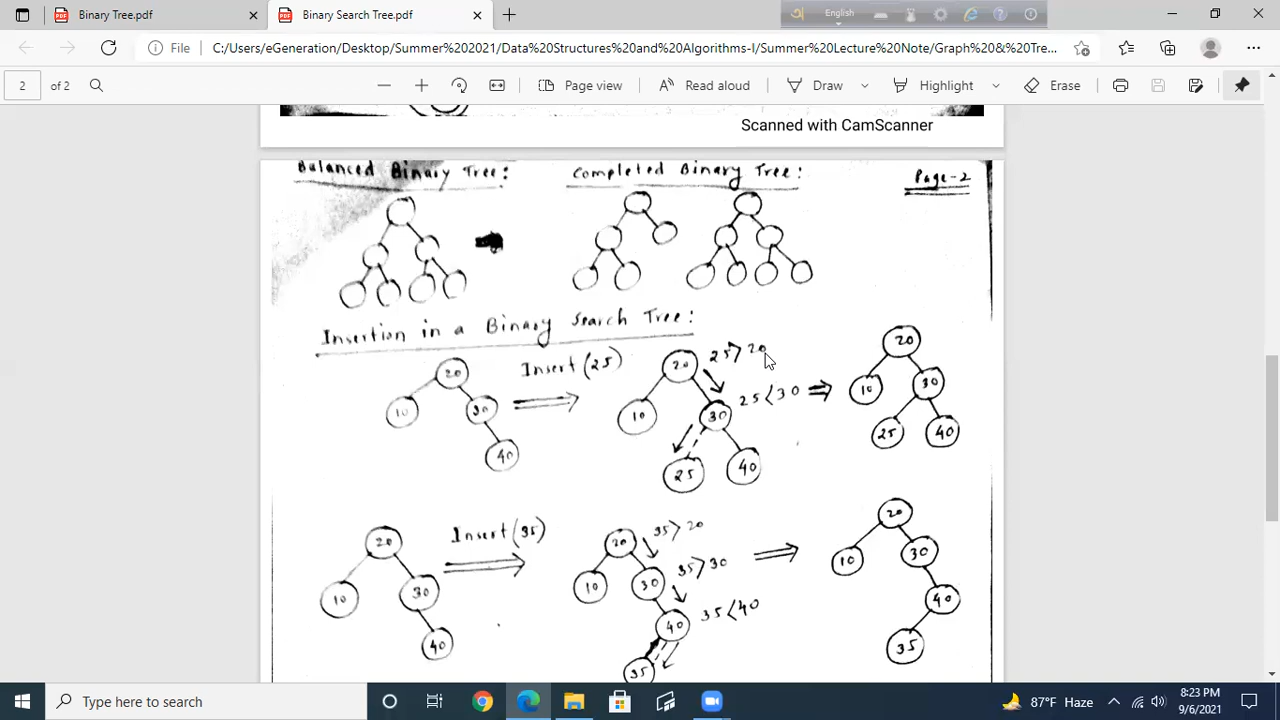 Binary Treed.pdf
Binary Search Tree.pdf
English
File
C:/Users/eGeneration/Desktop/Summer%202021/Data%20Structures%20and%20Algorithms-I/Summer%20Lecture%20Note/Graph%20&%20Tre...
2 of 2
Page view
Read aloud
Draw
Highlight
Erase
Scanned with CamScanner
Balanced Binary Tree:
Completed Binary Tree:
Page-2
Insertion in a Binary Search Tree:
20
10
30
40
Insert(25)
20
25>20
10
30
25<30
25
40
20
10
30
25
40
20
10
30
40
Insert(35)
20
35>20
10
30
35>30
40
35<40
35
20
10
30
40
35
Type here to search
87°F Haze
8:23 PM
9/6/2021